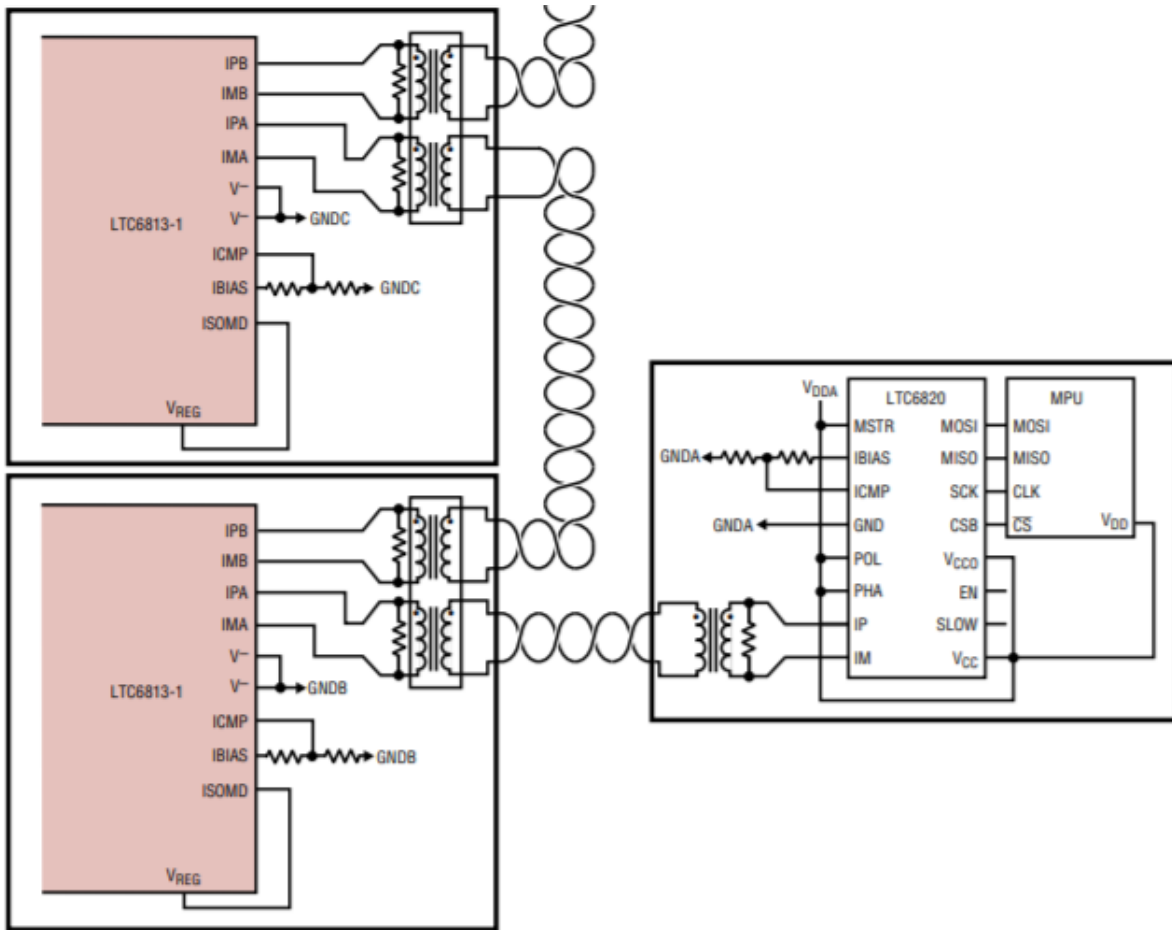 IPB
IMB
IPA
IMA
V–
V–
GNDC
LTC6813-1
ICMP
IBIAS
GNDC
ISOMD
VREG
IPB
IMB
IPA
IMA
V–
V–
GNDB
LTC6813-1
ICMP
IBIAS
GNDB
ISOMD
VREG
VDDA
LTC6820
MPU
MSTR
MOSI
MOSI
GNDA
IBIAS
MISO
MISO
ICMP
SCK
CLK
GNDA
GND
CSB
CS
VDD
POL
VCCO
PHA
EN
IP
SLOW
IM
VCC